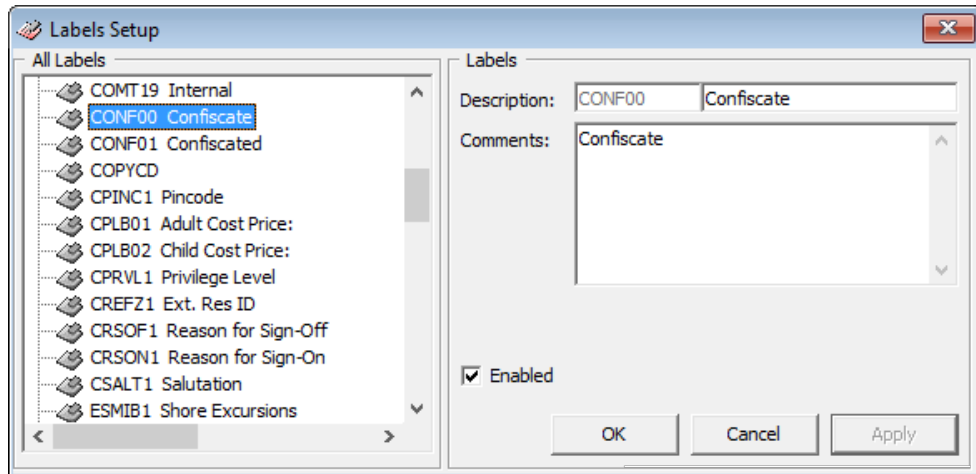 Labels Setup
All Labels
COMT19 Internal
CONF00 Confiscate
CONF01 Confiscated
COPYCD
CPINC1 Pincode
CPLB01 Adult Cost Price:
CPLB02 Child Cost Price:
CPRVL1 Privilege Level
CREFZ1 Ext. Res ID
CRSOF1 Reason for Sign-Off
CRSON1 Reason for Sign-On
CSALT1 Salutation
ESMIB1 Shore Excursions
Labels
Description: CONF00 Confiscate
Comments: Confiscate
Enabled
OK Cancel Apply